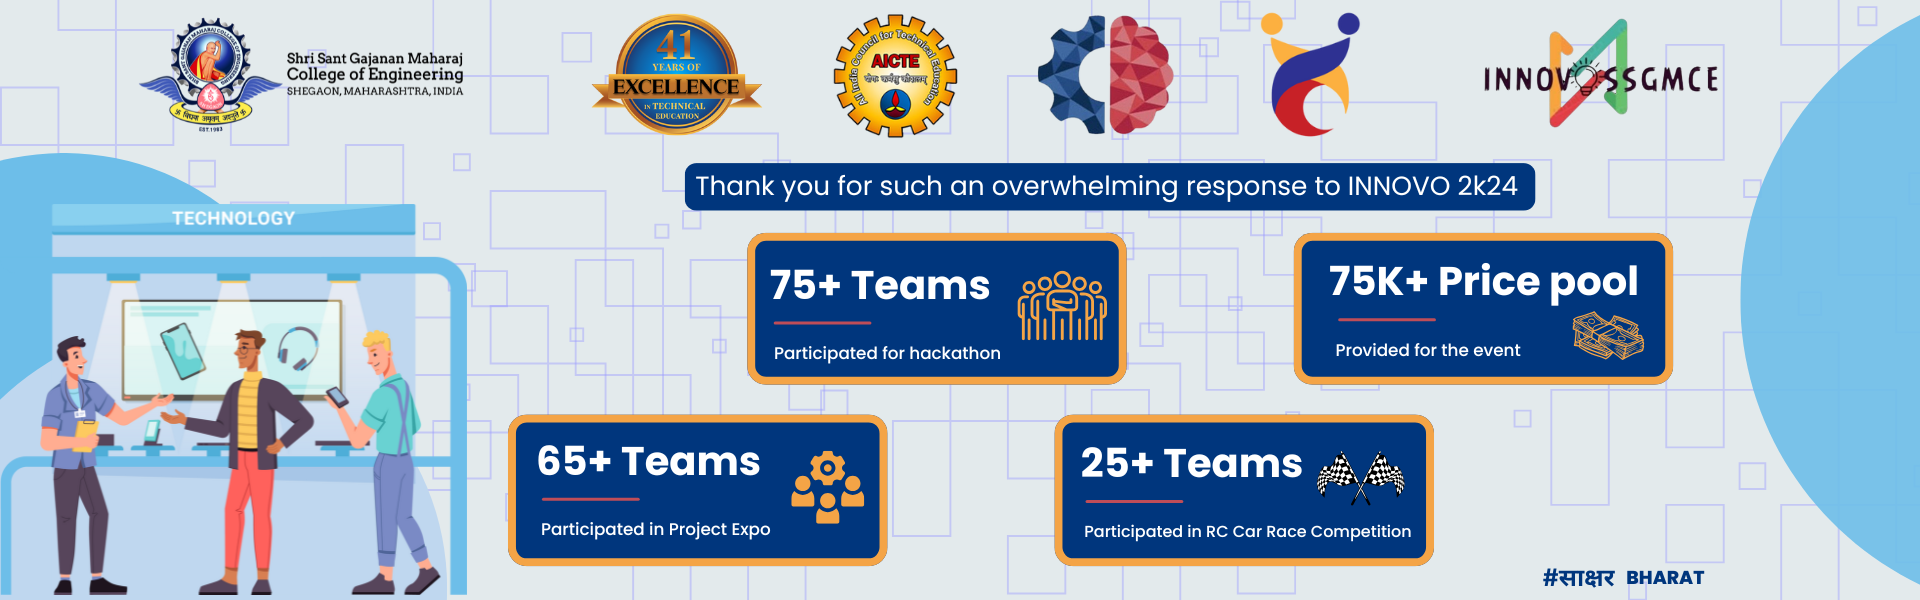 Shri Sant Gajanan Maharaj
College of Engineering
SHEGAON, MAHARASHTRA, INDIA
EST.1983
41
YEARS OF
EXCELLENCE
IN TECHNICAL
EDUCATION
All India Council for Technical Education
AICTE
INNOVOSSGMCE
Thank you for such an overwhelming response to INNOVO 2k24
TECHNOLOGY
75+ Teams
Participated for hackathon
75K+ Price pool
Provided for the event
65+ Teams
Participated in Project Expo
25+ Teams
Participated in RC Car Race Competition
#साक्षर BHARAT